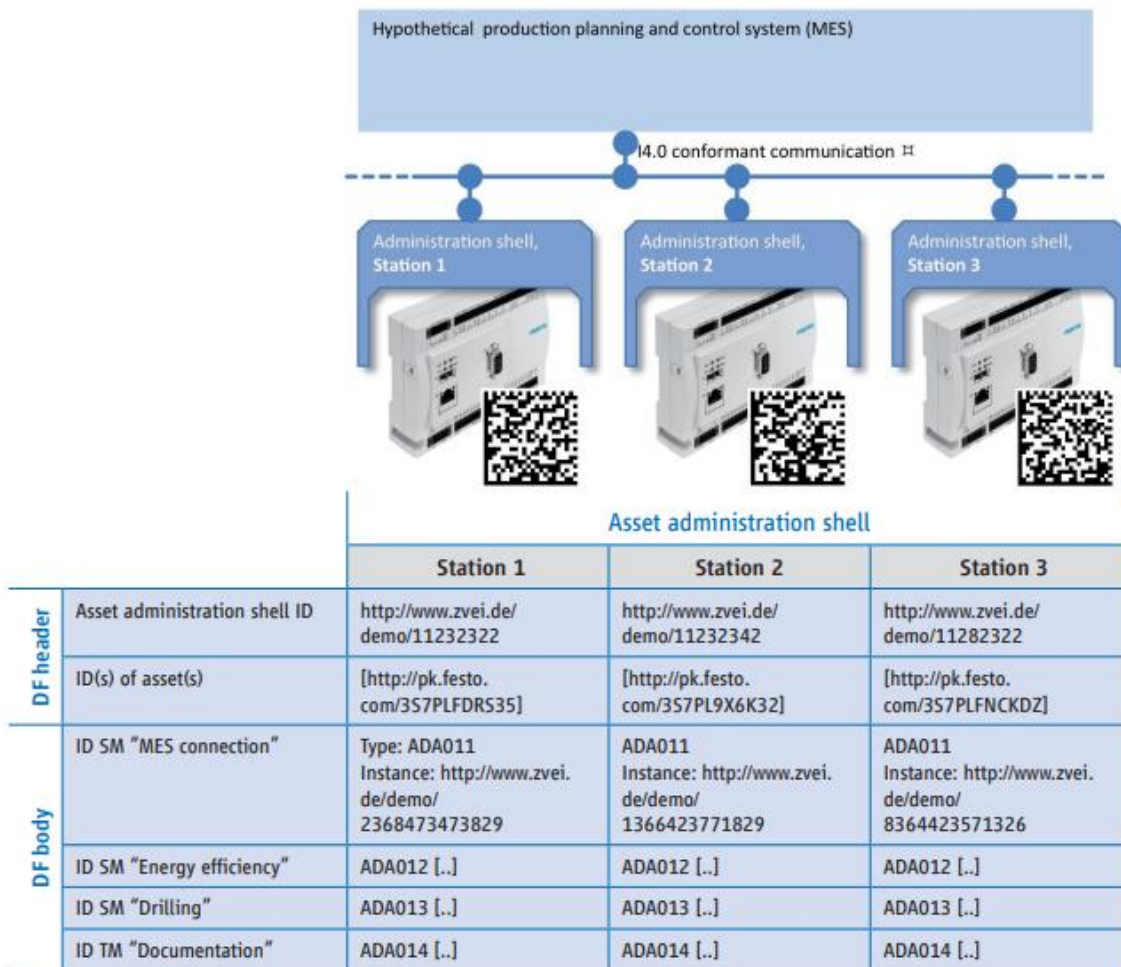 Hypothetical production planning and control system (MES)
I4.0 conformant communication ¤
Administration shell,
Station 1
Administration shell,
Station 2
Administration shell,
Station 3
Asset administration shell
Station 1
Station 2
Station 3
DF header
Asset administration shell ID
http://www.zvei.de/
demo/11232322
http://www.zvei.de/
demo/11232342
http://www.zvei.de/
demo/11282322
ID(s) of asset(s)
[http://pk.festo.
com/3S7PLFDRS35]
[http://pk.festo.
com/3S7PL9X6K32]
[http://pk.festo.
com/3S7PLFNCKDZ]
DF body
ID SM "MES connection"
Type: ADA011
Instance: http://www.zvei.
de/demo/
2368473473829
ADA011
Instance: http://www.zvei.
de/demo/
1366423771829
ADA011
Instance: http://www.zvei.
de/demo/
8364423571326
ID SM "Energy efficiency"
ADA012 [..]
ADA012 [..]
ADA012 [..]
ID SM "Drilling"
ADA013 [..]
ADA013 [..]
ADA013 [..]
ID TM "Documentation"
ADA014 [..]
ADA014 [..]
ADA014 [..]